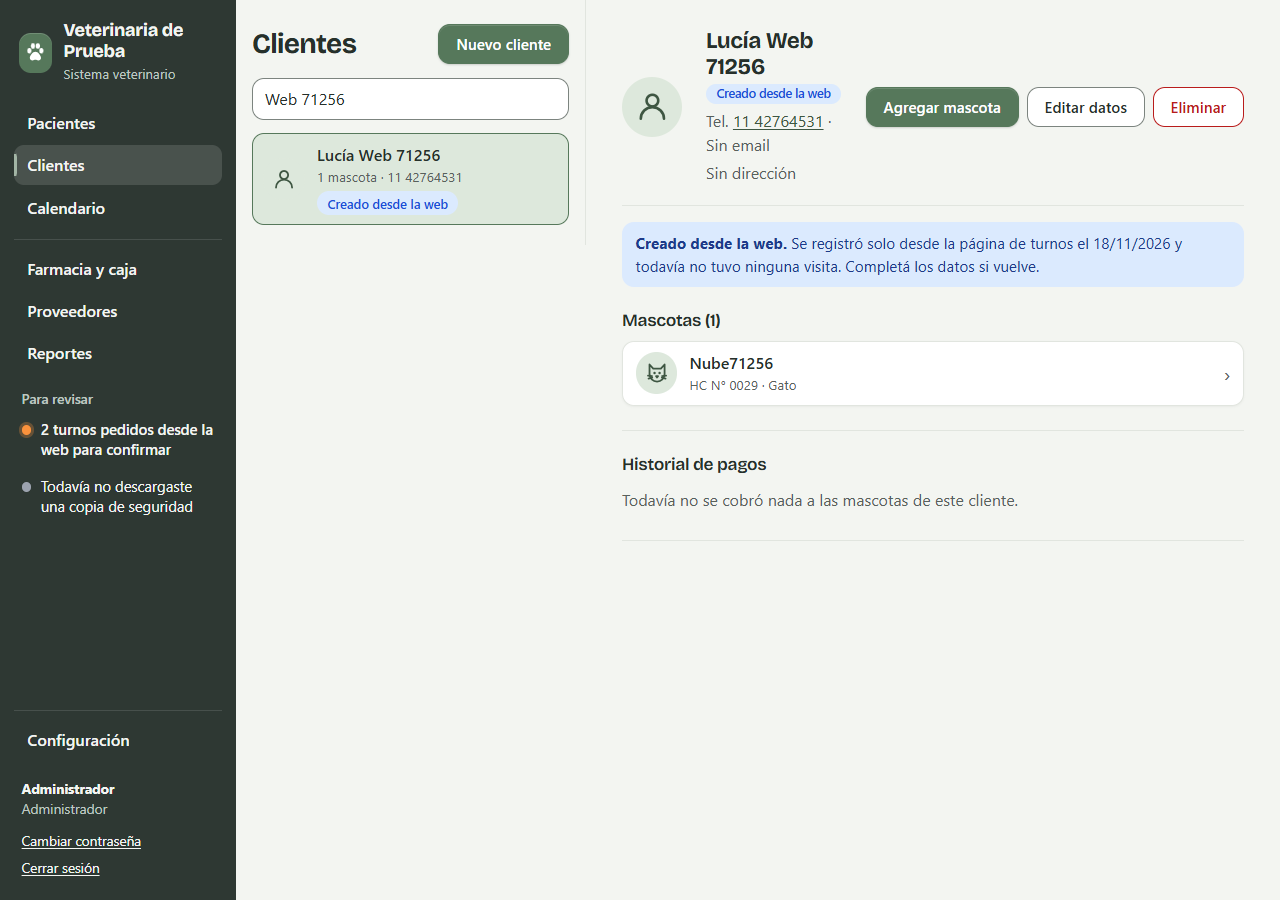 Veterinaria de
Prueba
Sistema veterinario
Pacientes
Clientes
Calendario
Farmacia y caja
Proveedores
Reportes
Para revisar
2 turnos pedidos desde la
web para confirmar
Todavía no descargaste
una copia de seguridad
Configuración
Administrador
Administrador
Cambiar contraseña
Cerrar sesión
Clientes
Nuevo cliente
Web 71256
Lucía Web 71256
1 mascota · 11 42764531
Creado desde la web
Lucía Web
71256
Creado desde la web
Tel. 11 42764531 ·
Sin email
Sin dirección
Agregar mascota
Editar datos
Eliminar
Creado desde la web. Se registró solo desde la página de turnos el 18/11/2026 y
todavía no tuvo ninguna visita. Completá los datos si vuelve.
Mascotas (1)
Nube71256
HC N° 0029 · Gato
Historial de pagos
Todavía no se cobró nada a las mascotas de este cliente.